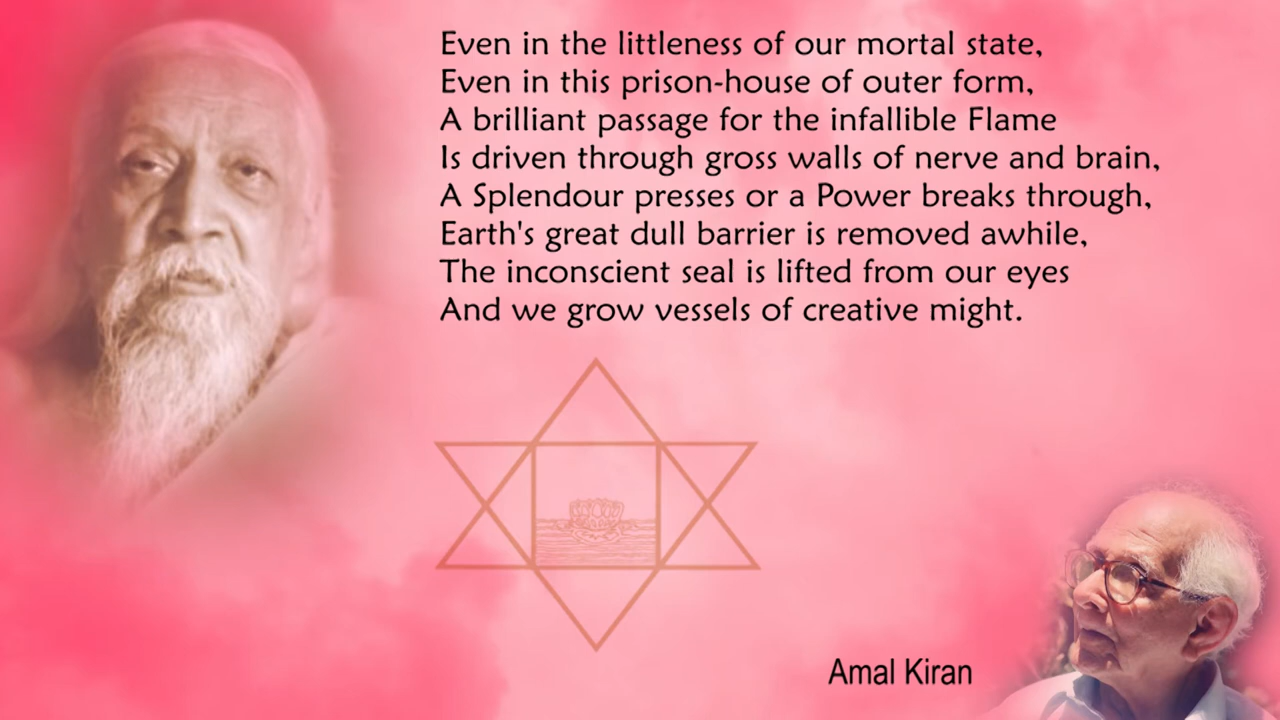 Even in the littleness of our mortal state,
Even in this prison-house of outer form,
A brilliant passage for the infallible Flame
Is driven through gross walls of nerve and brain,
A Splendour presses or a Power breaks through,
Earth's great dull barrier is removed awhile,
The inconscient seal is lifted from our eyes
And we grow vessels of creative might.
Amal Kiran